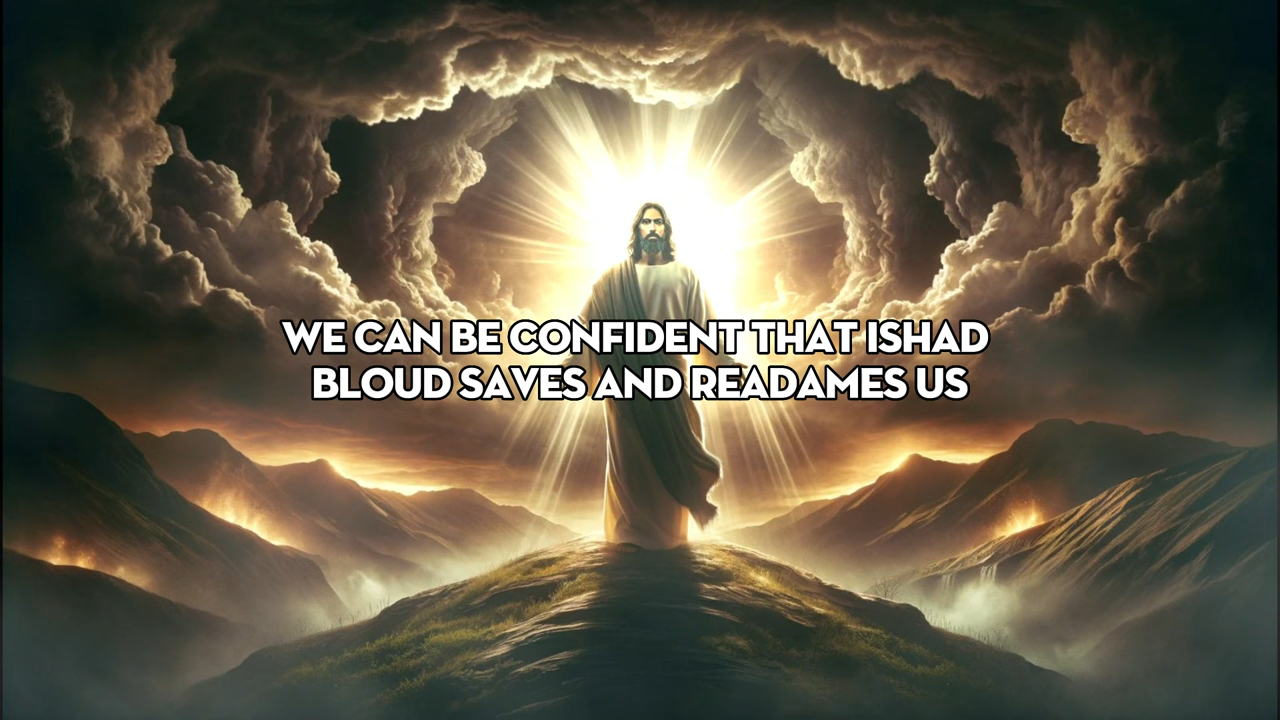 WE CAN BE CONFIDENT THAT ISHAD
BLOUD SAVES AND READAMES US